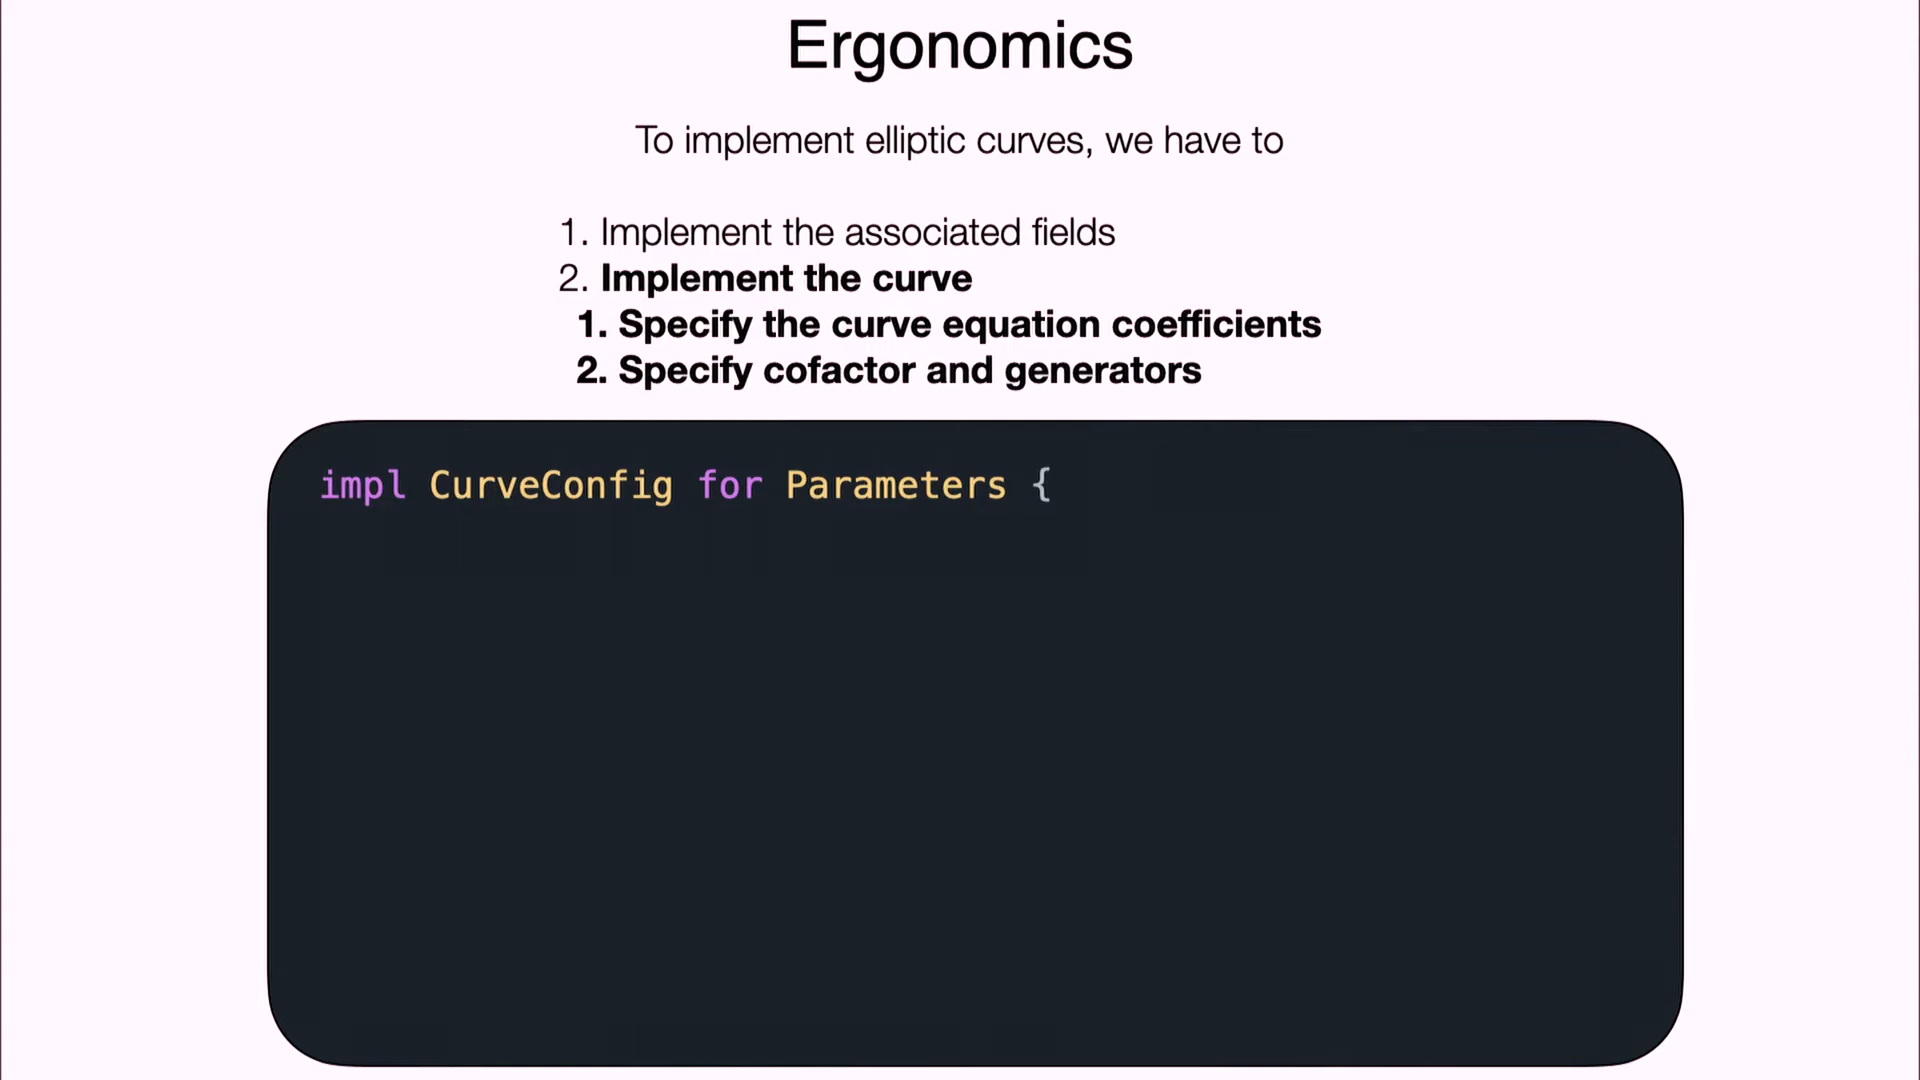 Ergonomics
To implement elliptic curves, we have to
1. Implement the associated fields
2. Implement the curve
1. Specify the curve equation coefficients
2. Specify cofactor and generators
impl CurveConfig for Parameters {